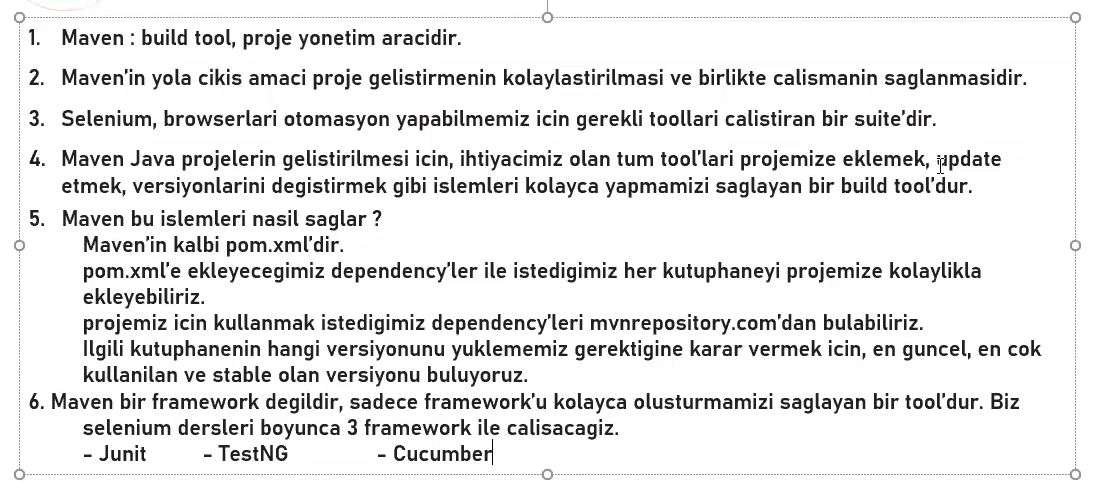 1. Maven : build tool, proje yonetim aracidir.
2. Maven'in yola cikis amaci proje gelistirmenin kolaylastirilmasi ve birlikte calismanin saglanmasidir.
3. Selenium, browserlari otomasyon yapabilmemiz icin gerekli toollari calistiran bir suite'dir.
4. Maven Java projelerin gelistirilmesi icin, ihtiyacimiz olan tum tool'lari projemize eklemek, update
etmek, versiyonlarini degistirmek gibi islemleri kolayca yapmamizi saglayan bir build tool'dur.
5. Maven bu islemleri nasil saglar ?
Maven'in kalbi pom.xml'dir.
pom.xml'e ekleyecegimiz dependency'ler ile istedigimiz her kutuphaneyi projemize kolaylikla
ekleyebiliriz.
projemiz icin kullanmak istedigimiz dependency'leri mvnrepository.com'dan bulabiliriz.
Ilgili kutuphanenin hangi versiyonunu yuklememiz gerektigine karar vermek icin, en guncel, en cok
kullanilan ve stable olan versiyonu buluyoruz.
6. Maven bir framework degildir, sadece framework'u kolayca olusturmamizi saglayan bir tool'dur. Biz
selenium dersleri boyunca 3 framework ile calisacagiz.
- Junit - TestNG - Cucumber